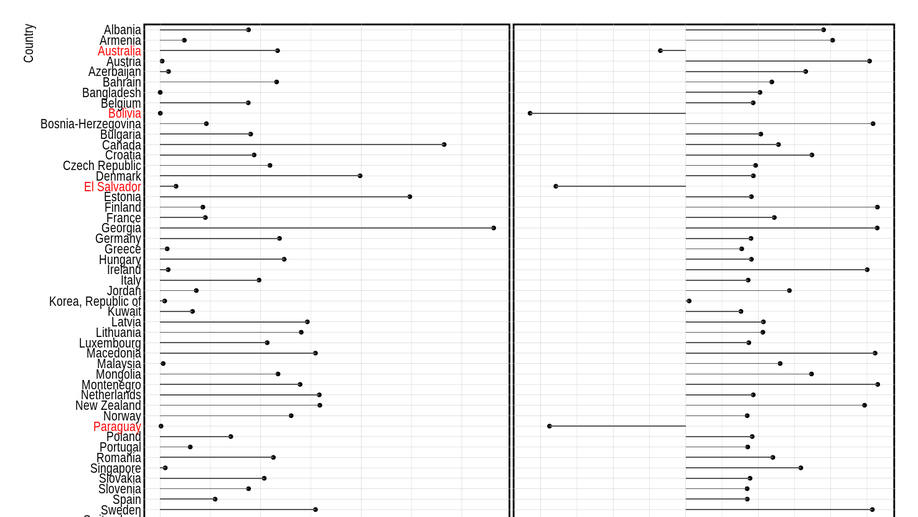 Country
Albania
Armenia
Australia
Austria
Azerbaijan
Bahrain
Bangladesh
Belgium
Bolivia
Bosnia-Herzegovina
Bulgaria
Canada
Croatia
Czech Republic
Denmark
El Salvador
Estonia
Finland
France
Georgia
Germany
Greece
Hungary
Ireland
Italy
Jordan
Korea, Republic of
Kuwait
Latvia
Lithuania
Luxembourg
Macedonia
Malaysia
Mongolia
Montenegro
Netherlands
New Zealand
Norway
Paraguay
Poland
Portugal
Romania
Singapore
Slovakia
Slovenia
Spain
Sweden